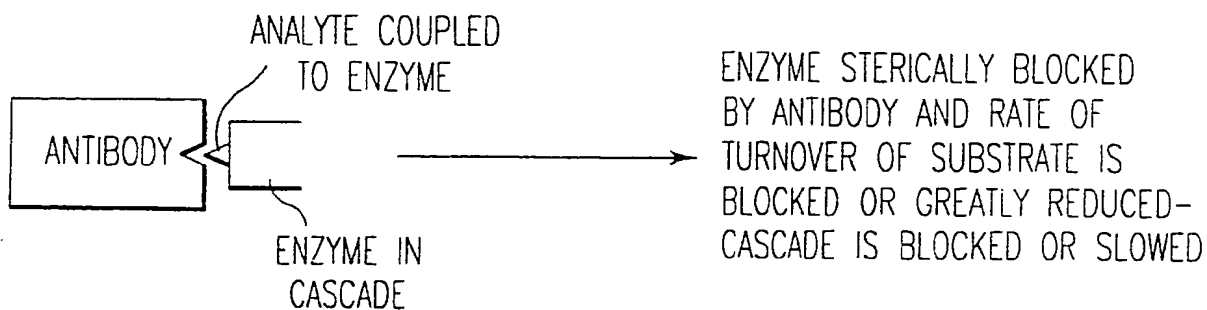 ANALYTE COUPLED
TO ENZYME
ANTIBODY
ENZYME IN
CASCADE
ENZYME STERICALLY BLOCKED
BY ANTIBODY AND RATE OF
TURNOVER OF SUBSTRATE IS
BLOCKED OR GREATLY REDUCED-
CASCADE IS BLOCKED OR SLOWED